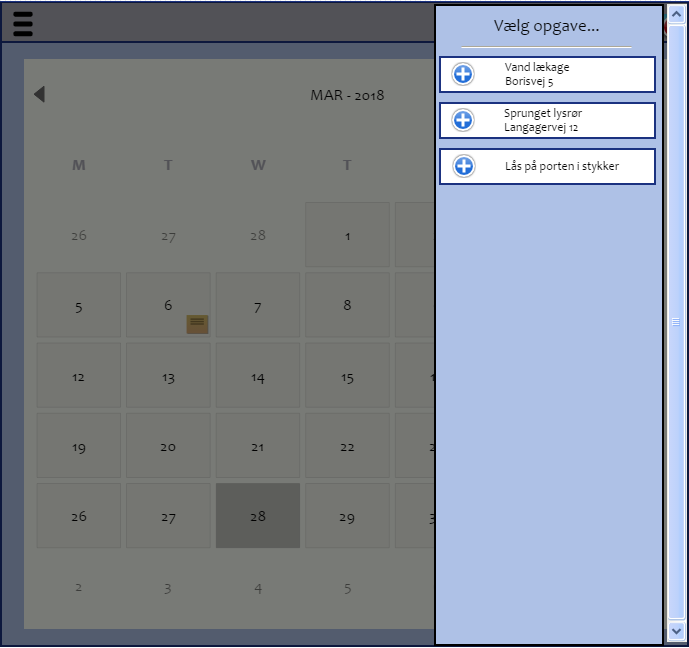 Vælg opgave...
Vand lækage
Borisvej 5
Sprunget lysrør
Langagervej 12
Lås på porten i stykker
MAR - 2018
M T W T
26 27 28 1
5 6 7 8
12 13 14 15
19 20 21 22
26 27 28 29
2 3 4 5